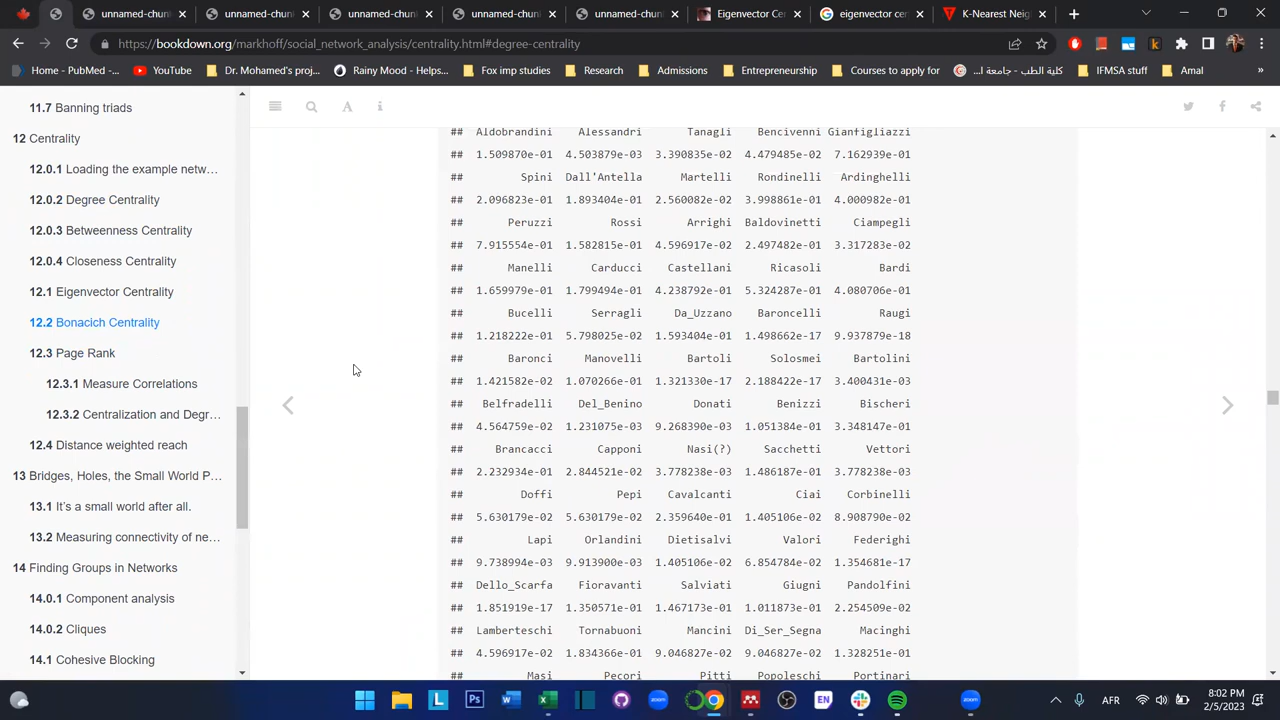 unnamed-chun
unnamed-chun
unnamed-chun
unnamed-chun
unnamed-chun
Eigenvector Ce
eigenvector cen
K-Nearest Neig
https://bookdown.org/markhoff/social_network_analysis/centrality.html#degree-centrality
Home - PubMed -...
YouTube
Dr. Mohamed's proj...
Rainy Mood - Helps...
Fox imp studies
Research
Admissions
Entrepreneurship
Courses to apply for
كلية الطب - جامعة ا...
IFMSA stuff
Amal
»
11.7 Banning triads
12 Centrality
12.0.1 Loading the example netw...
12.0.2 Degree Centrality
12.0.3 Betweenness Centrality
12.0.4 Closeness Centrality
12.1 Eigenvector Centrality
12.2 Bonacich Centrality
12.3 Page Rank
12.3.1 Measure Correlations
12.3.2 Centralization and Degr...
12.4 Distance weighted reach
13 Bridges, Holes, the Small World P...
13.1 It's a small world after all.
13.2 Measuring connectivity of ne...
14 Finding Groups in Networks
14.0.1 Component analysis
14.0.2 Cliques
14.1 Cohesive Blocking
## Aldobrandini Alessandri Tanagli Bencivenni Gianfigliazzi
## 1.509870e-01 4.503879e-03 3.390835e-02 4.479485e-02 7.162939e-01
## Spini Dall'Antella Martelli Rondinelli Ardinghelli
## 2.096823e-01 1.893404e-01 2.560082e-02 3.998861e-01 4.000982e-01
## Peruzzi Rossi Arrighi Baldovinetti Ciampegli
## 7.915554e-01 1.582815e-01 4.596917e-02 2.497482e-01 3.317283e-02
## Manelli Carducci Castellani Ricasoli Bardi
## 1.659979e-01 1.799494e-01 4.238792e-01 5.324287e-01 4.080706e-01
## Bucelli Serragli Da_Uzzano Baroncelli Raugi
## 1.218222e-01 5.798025e-02 1.593404e-01 1.498662e-17 9.937879e-18
## Baronci Manovelli Bartoli Solosmei Bartolini
## 1.421582e-02 1.070266e-01 1.321330e-17 2.188422e-17 3.400431e-03
## Belfradelli Del_Benino Donati Benizzi Bischeri
## 4.564759e-02 1.231075e-03 9.268390e-03 1.051384e-01 3.348147e-01
## Brancacci Capponi Nasi(?) Sacchetti Vettori
## 2.232934e-01 2.844521e-02 3.778238e-03 1.486187e-01 3.778238e-03
## Doffi Pepi Cavalcanti Ciai Corbinelli
## 5.630179e-02 5.630179e-02 2.359640e-01 1.405106e-02 8.908790e-02
## Lapi Orlandini Dietisalvi Valori Federighi
## 9.738994e-03 9.913900e-03 1.405106e-02 6.854784e-02 1.354681e-17
## Dello_Scarfa Fioravanti Salviati Giugni Pandolfini
## 1.851919e-17 1.350571e-01 1.467173e-01 1.011873e-01 2.254509e-02
## Lamberteschi Tornabuoni Mancini Di_Ser_Segna Macinghi
## 4.596917e-02 1.834366e-01 9.046827e-02 9.046827e-02 1.328251e-01
## Masi Pecori Pitti Popoleschi Portinari
EN
AFR
8:02 PM
2/5/2023